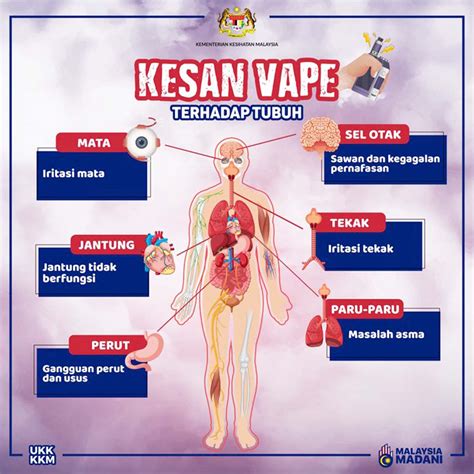 KEMENTERIAN KESIHATAN MALAYSIA
KESAN VAPE
TERHADAP TUBUH
MATA
Iritasi mata
JANTUNG
Jantung tidak
berfungsi
PERUT
Gangguan perut
dan usus
SEL OTAK
Sawan dan kegagalan
pernafasan
TEKAK
Iritasi tekak
PARU-PARU
Masalah asma
UKK
KKM
MALAYSIA
MADANI